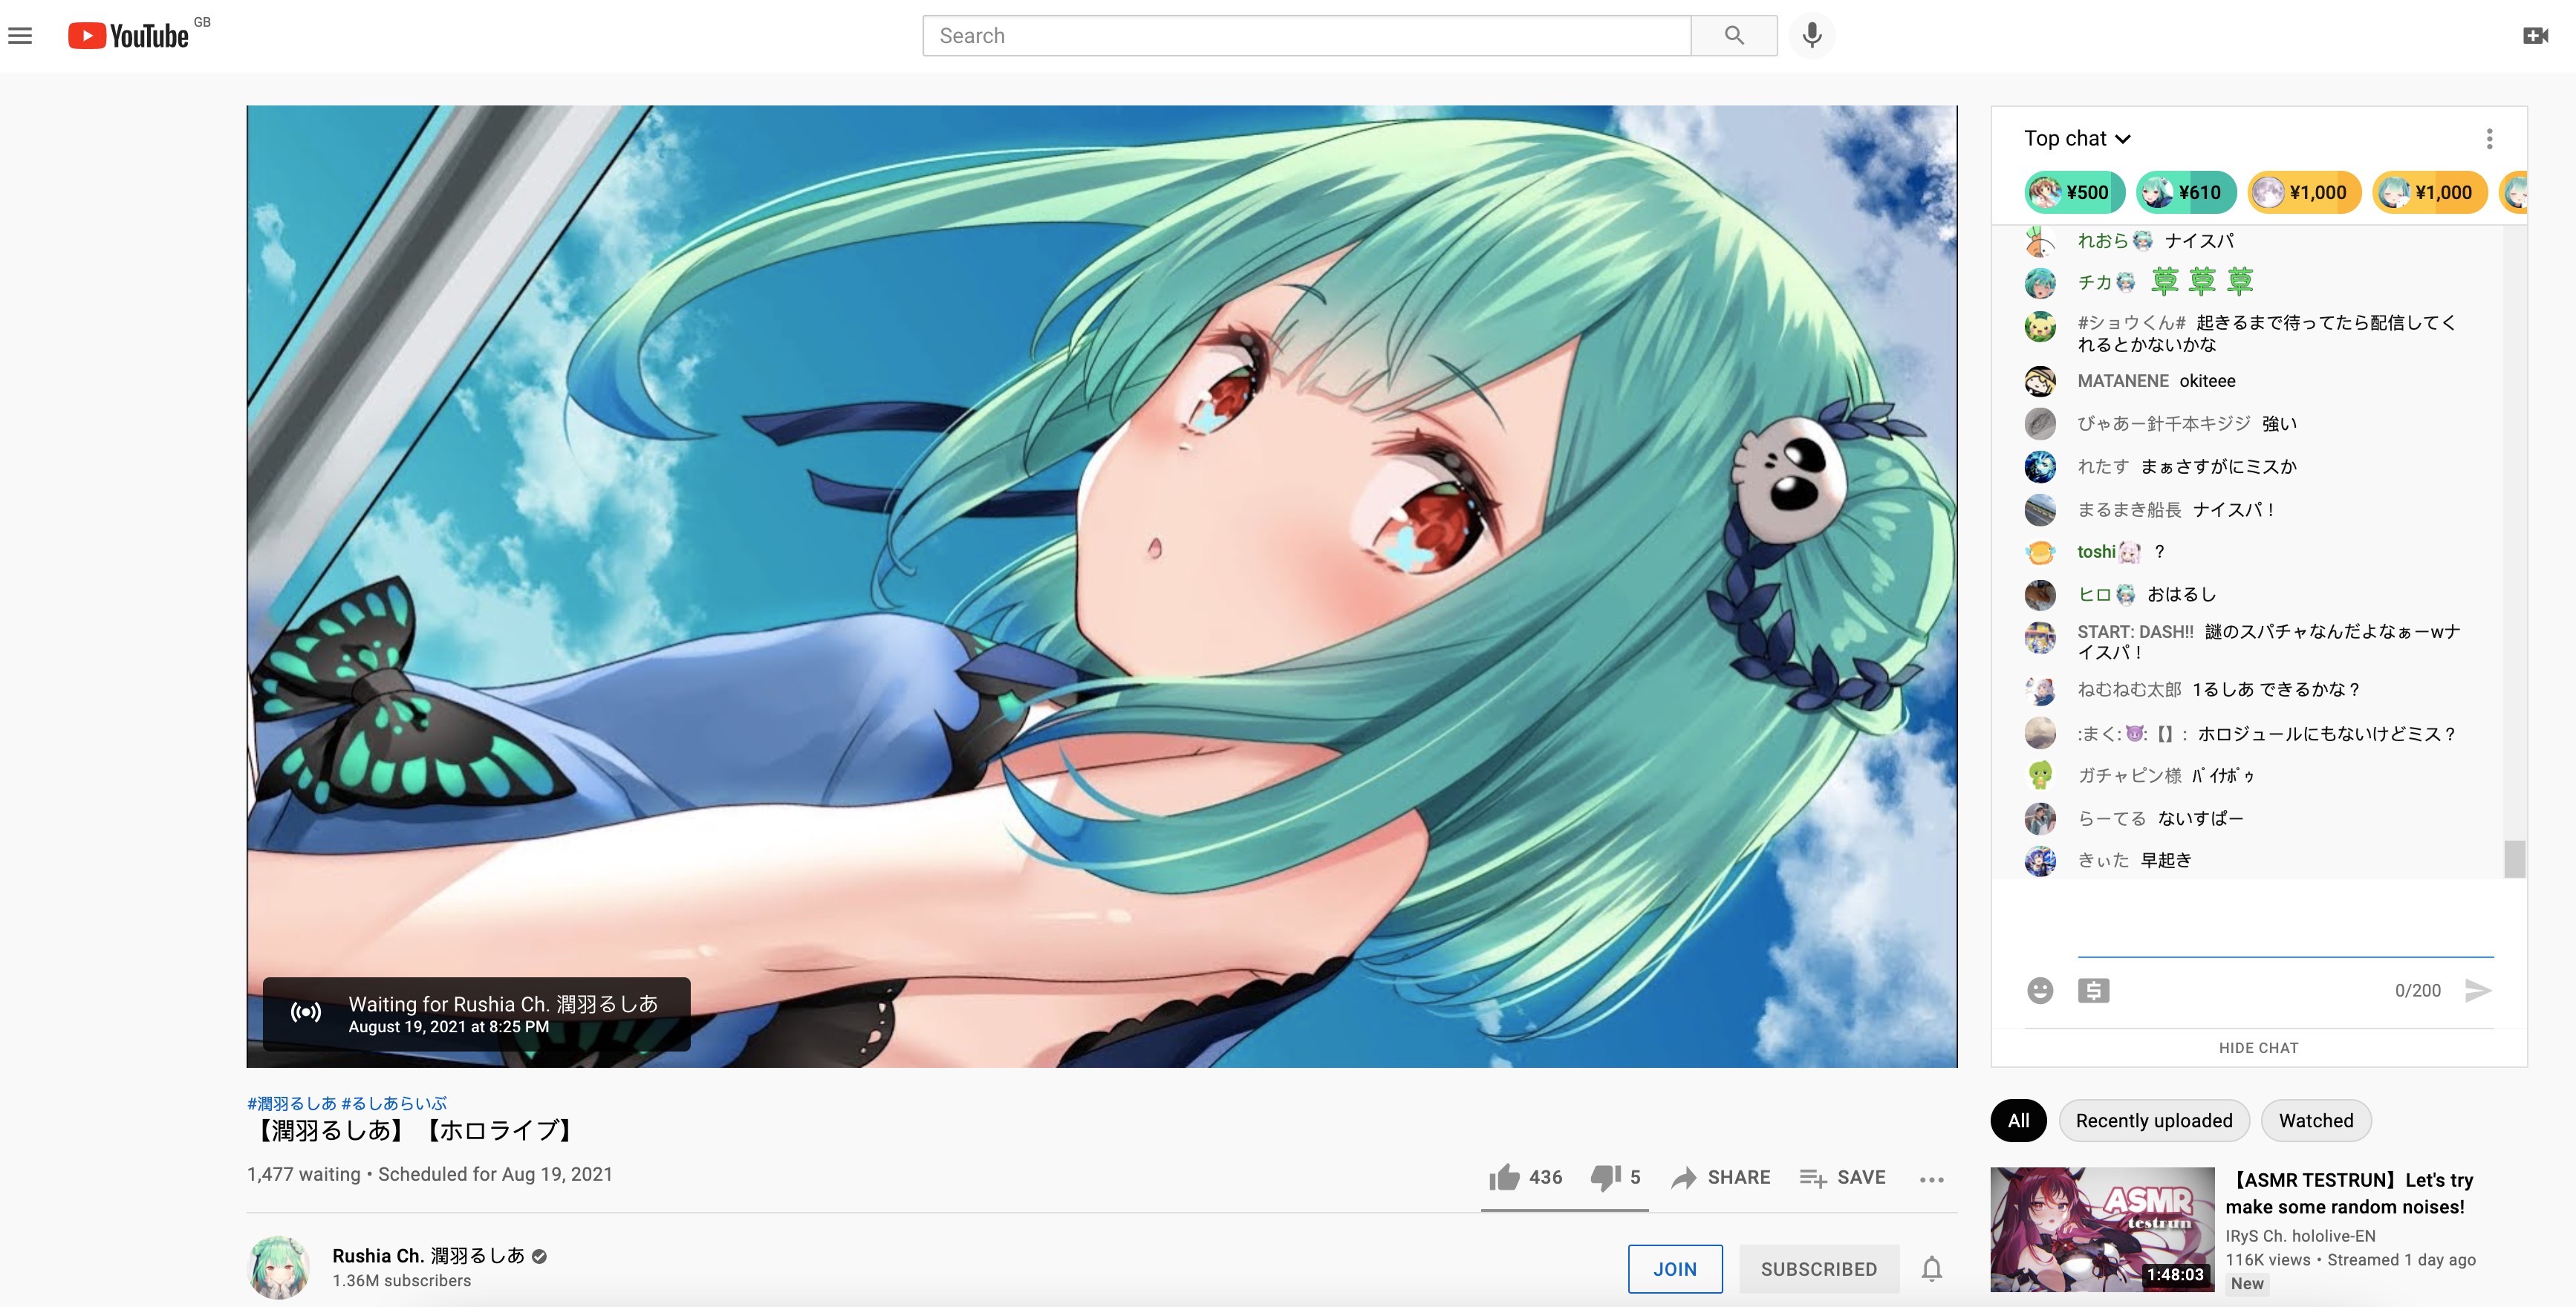 YouTube GB
Search
Waiting for Rushia Ch. 潤羽るしあ
August 19, 2021 at 8:25 PM
#潤羽るしあ #るしあらいぶ
【潤羽るしあ】【ホロライブ】
1,477 waiting • Scheduled for Aug 19, 2021
436 5 SHARE SAVE
Rushia Ch. 潤羽るしあ
1.36M subscribers
JOIN SUBSCRIBED
Top chat
¥500 ¥610 ¥1,000 ¥1,000
れおら ナイスパ
チカ 草 草 草
#ショウくん# 起きるまで待ってたら配信してく
れるとかないかな
MATANENE okiteee
びゃあー針千本キジジ 強い
れたす まぁさすがにミスか
まるまき船長 ナイスパ！
toshi ？
ヒロ おはるし
START: DASH!! 謎のスパチャなんだよなぁーwナ
イスパ！
ねむねむ太郎 1るしあ できるかな？
:まく:😈:【】: ホロジュールにもないけどミス？
ガチャピン様 ﾊﾟｲﾅﾎﾟｩ
らーてる ないすぱー
きぃた 早起き
0/200
HIDE CHAT
All Recently uploaded Watched
ASMR
testrun
1:48:03
【ASMR TESTRUN】Let's try
make some random noises!
IRyS Ch. hololive-EN
116K views • Streamed 1 day ago
New